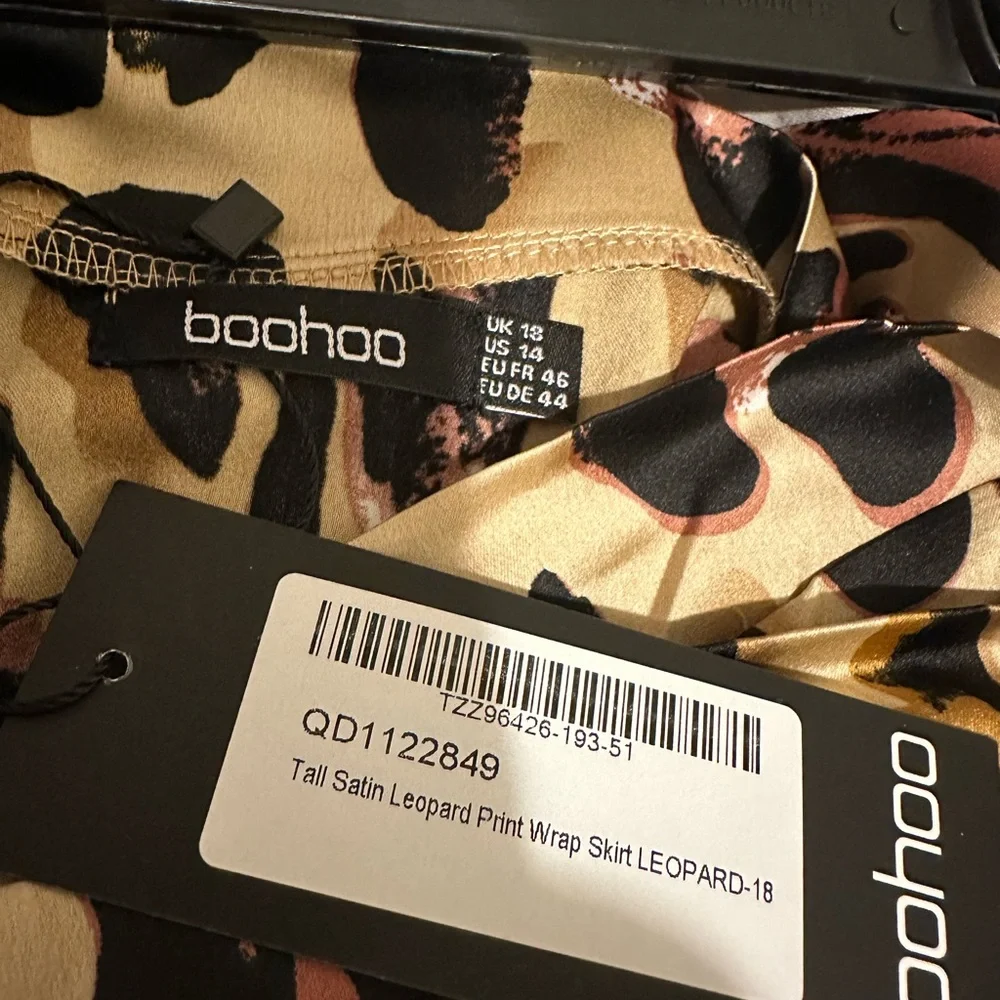 boohoo
UK 18
US 14
EU FR 46
EU DE 44
TZZ96426-193-51
QD1122849
Tall Satin Leopard Print Wrap Skirt LEOPARD-18
boohoo